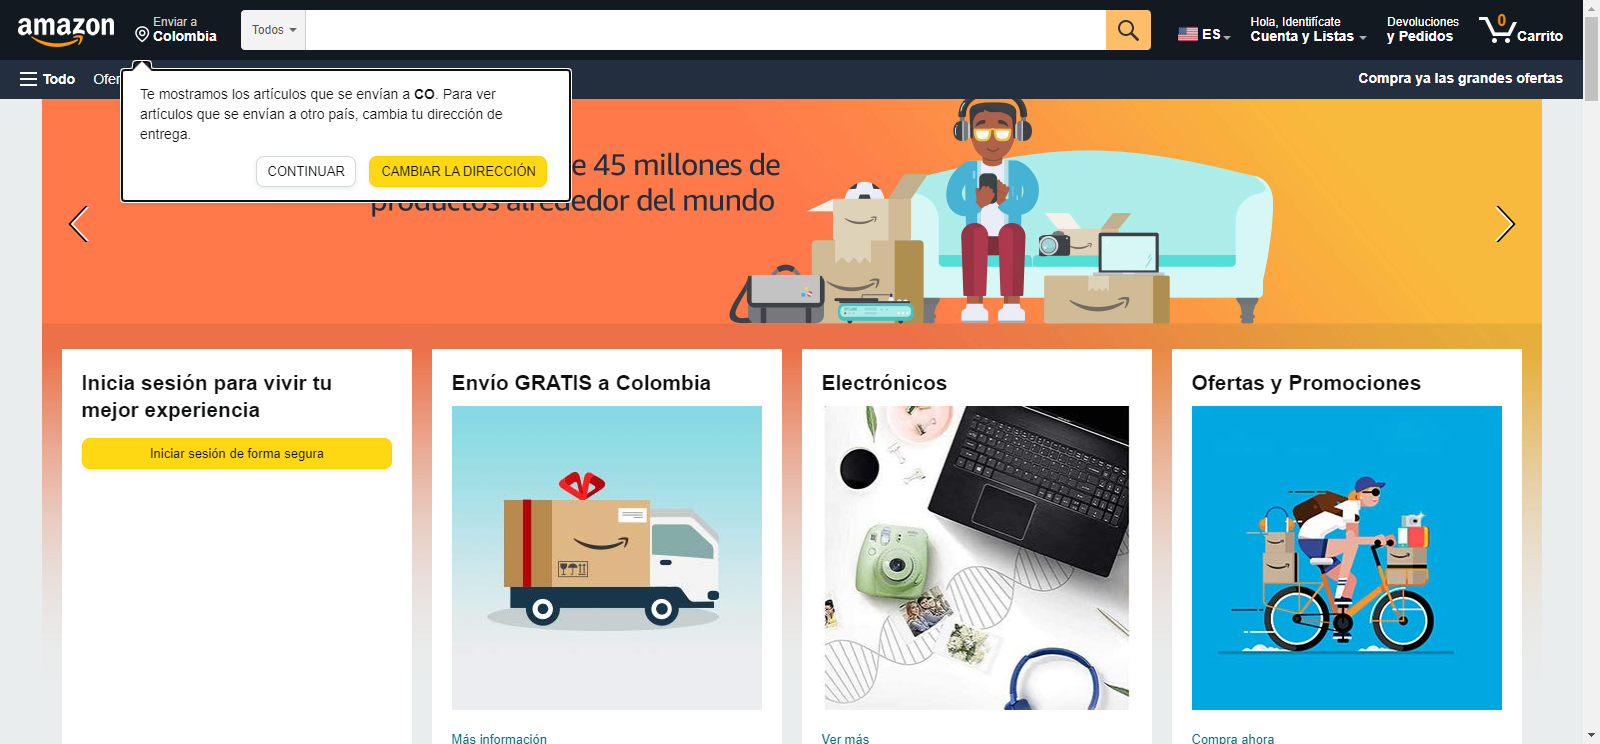 amazon
Enviar a
Colombia
Todos
ES
Hola, Identifícate
Cuenta y Listas
Devoluciones
y Pedidos
0
Carrito
Todo
Ofer
Compra ya las grandes ofertas
Te mostramos los artículos que se envían a CO. Para ver
artículos que se envían a otro país, cambia tu dirección de
entrega.
CONTINUAR
CAMBIAR LA DIRECCIÓN
e 45 millones de
productos alrededor del mundo
Inicia sesión para vivir tu
mejor experiencia
Iniciar sesión de forma segura
Envío GRATIS a Colombia
Más información
Electrónicos
Ver más
Ofertas y Promociones
Compra ahora